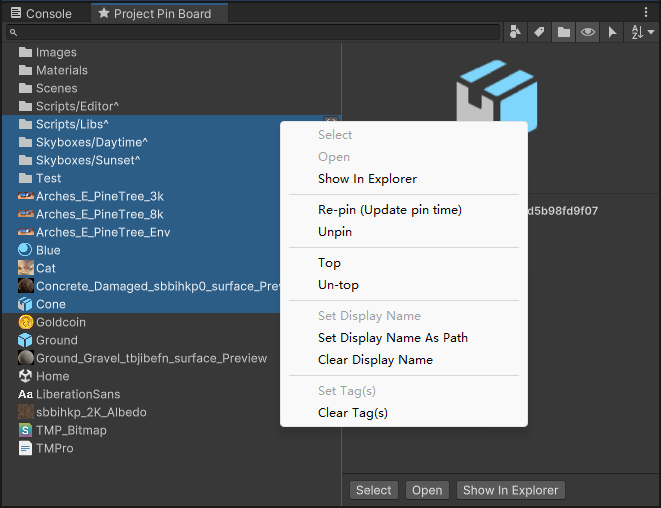 Console
Project Pin Board
Images
Materials
Scenes
Scripts/Editor^
Scripts/Libs^
Skyboxes/Daytime^
Skyboxes/Sunset^
Test
Arches_E_PineTree_3k
Arches_E_PineTree_8k
Arches_E_PineTree_Env
Blue
Cat
Concrete_Damaged_sbbihkp0_surface_Prev
Cone
Goldcoin
Ground
Ground_Gravel_tbjibefn_surface_Preview
Home
Aa LiberationSans
sbbihkp_2K_Albedo
TMP_Bitmap
TMPro
Select
Open
Show In Explorer
Re-pin (Update pin time)
Unpin
Top
Un-top
Set Display Name
Set Display Name As Path
Clear Display Name
Set Tag(s)
Clear Tag(s)
d5b98fd9f07
Select
Open
Show In Explorer